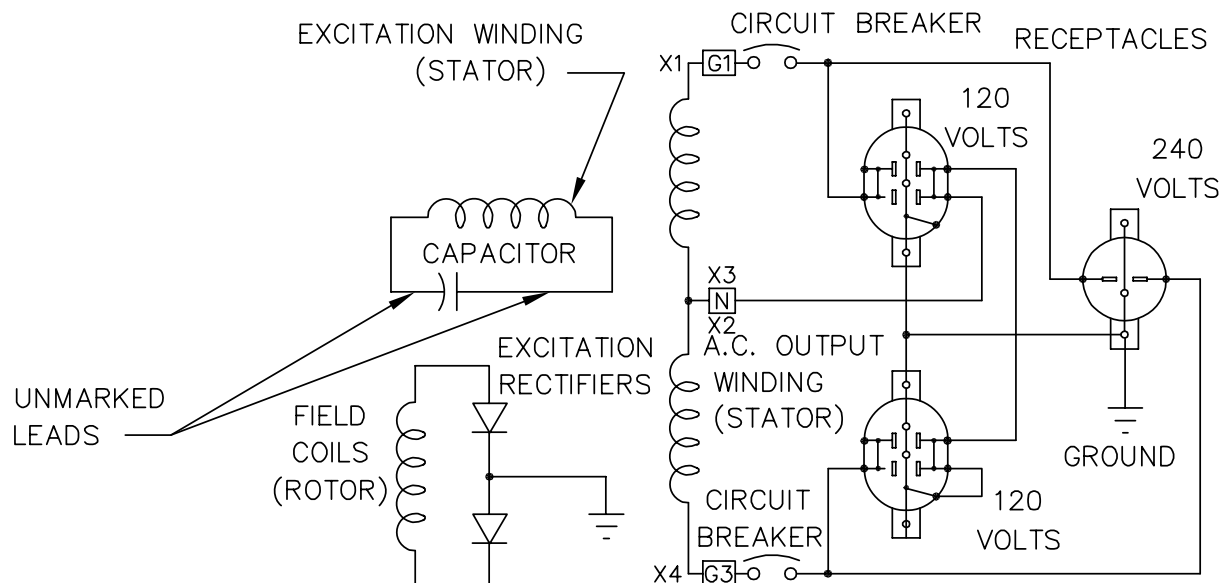 EXCITATION WINDING
(STATOR)
CIRCUIT BREAKER
RECEPTACLES
X1
G1
120
VOLTS
240
VOLTS
CAPACITOR
X3
N
X2
A.C. OUTPUT
WINDING
(STATOR)
EXCITATION
RECTIFIERS
UNMARKED
LEADS
FIELD
COILS
(ROTOR)
GROUND
CIRCUIT
BREAKER
120
VOLTS
X4
G3